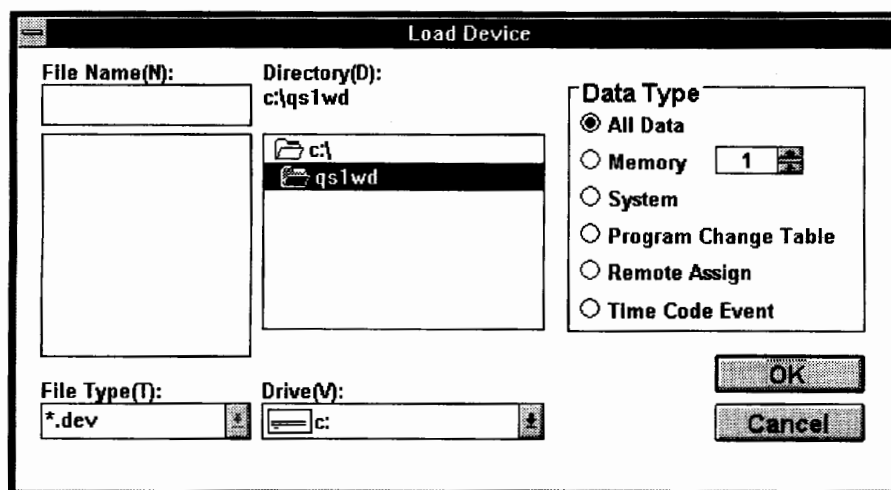 Load Device
File Name(N):
Directory(D):
c:\qs1wd
c:\
qs1wd
File Type(T):
*.dev
Drive(V):
c:
Data Type
All Data
Memory 1
System
Program Change Table
Remote Assign
TIme Code Event
OK
Cancel